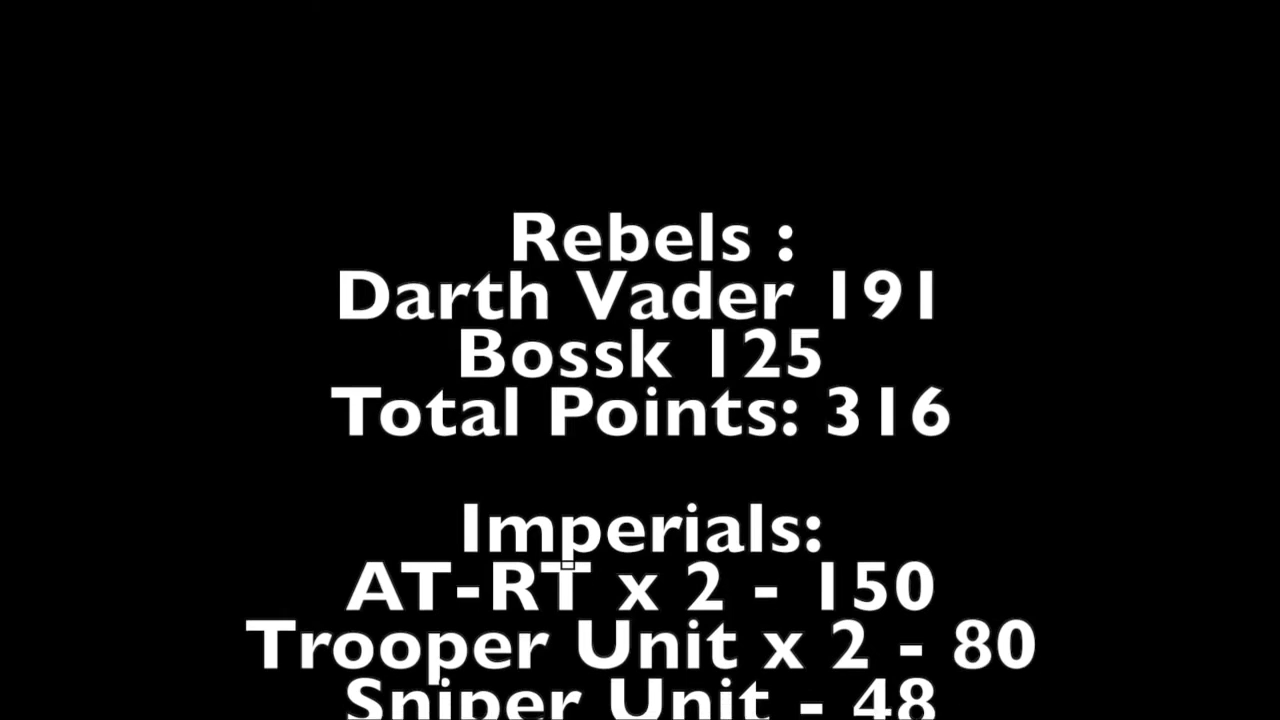 Rebels :
Darth Vader 191
Bossk 125
Total Points: 316
Imperials:
AT-RT x 2 - 150
Trooper Unit x 2 - 80
Sniper Unit - 48